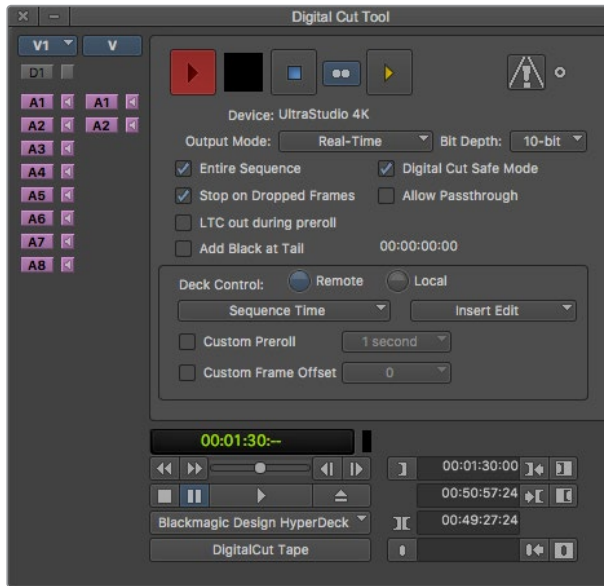 Digital Cut Tool
V1 V
D1
A1 A1
A2 A2
A3
A4
A5
A6
A7
A8
Device: UltraStudio 4K
Output Mode: Real-Time Bit Depth: 10-bit
Entire Sequence Digital Cut Safe Mode
Stop on Dropped Frames Allow Passthrough
LTC out during preroll
Add Black at Tail 00:00:00:00
Deck Control: Remote Local
Sequence Time Insert Edit
Custom Preroll 1 second
Custom Frame Offset 0
00:01:30:--
00:01:30:00
00:50:57:24
Blackmagic Design HyperDeck 00:49:27:24
DigitalCut Tape